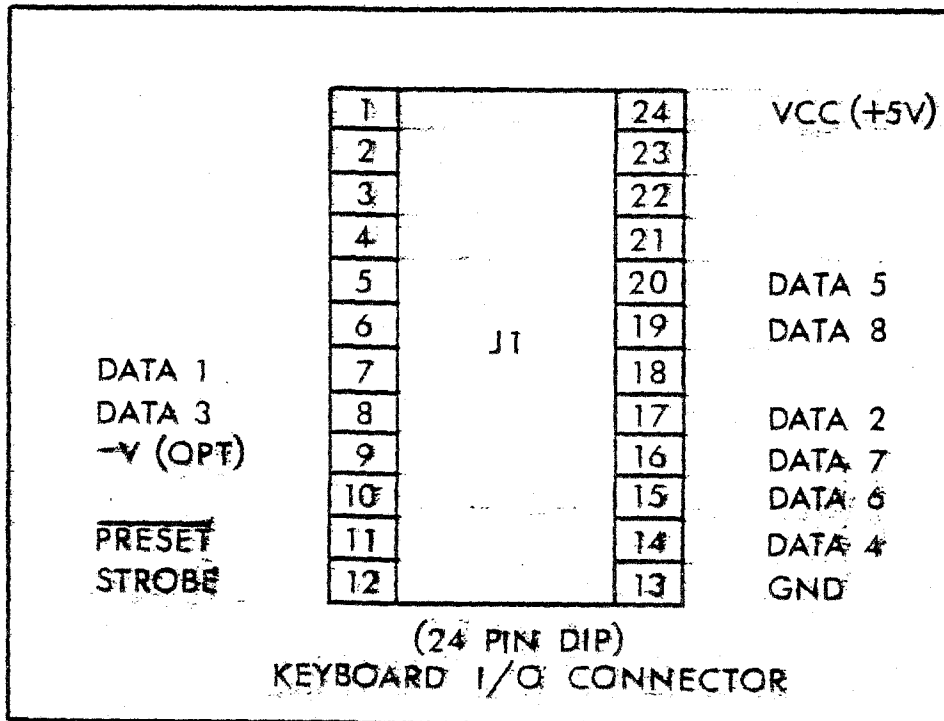 1 24 VCC (+5V)
2 23
3 22
4 21
5 20 DATA 5
6 19 DATA 8
J1
DATA 1 7 18
DATA 3 8 17 DATA 2
-V (OPT) 9 16 DATA 7
10 15 DATA 6
PRESET 11 14 DATA 4
STROBE 12 13 GND
(24 PIN DIP)
KEYBOARD I/O CONNECTOR